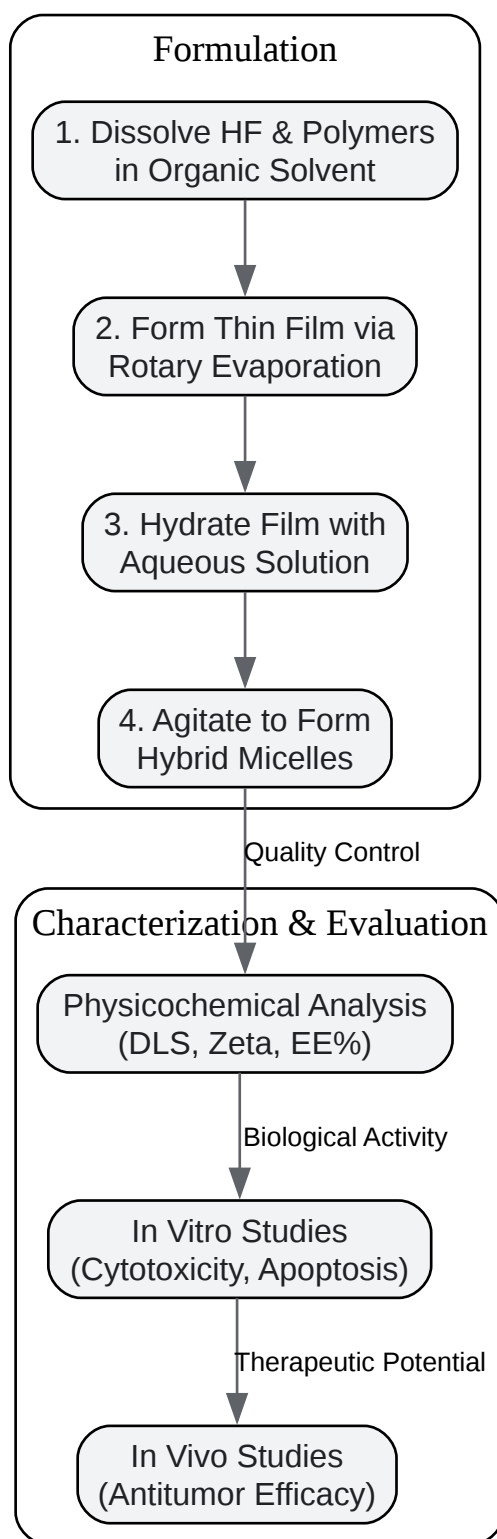 Formulation
1. Dissolve HF & Polymers
in Organic Solvent
2. Form Thin Film via
Rotary Evaporation
3. Hydrate Film with
Aqueous Solution
4. Agitate to Form
Hybrid Micelles
Quality Control
Characterization & Evaluation
Physicochemical Analysis
(DLS, Zeta, EE%)
Biological Activity
In Vitro Studies
(Cytotoxicity, Apoptosis)
Therapeutic Potential
In Vivo Studies
(Antitumor Efficacy)